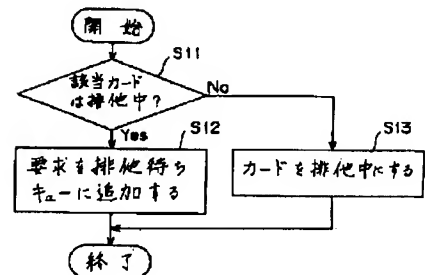 開始
S11
該当カード
は排他中?
No
Yes
S12
要求を排他待ち
キューに追加する
S13
カードを排他中にする
終了